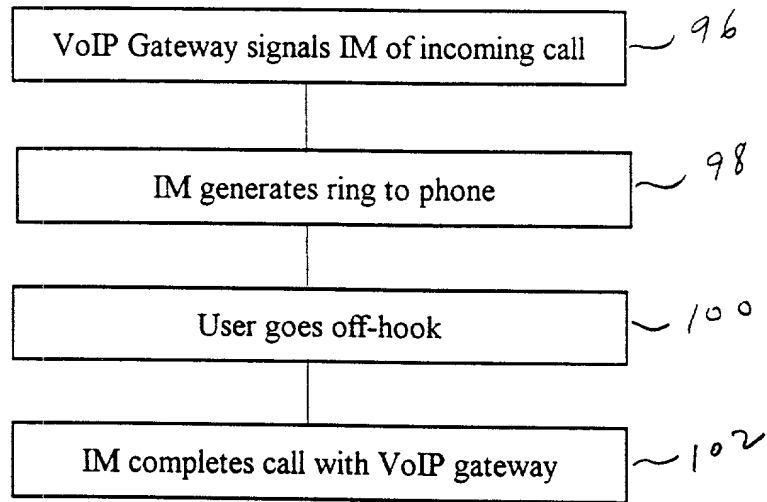 VoIP Gateway signals IM of incoming call 96
IM generates ring to phone 98
User goes off-hook 100
IM completes call with VoIP gateway 102